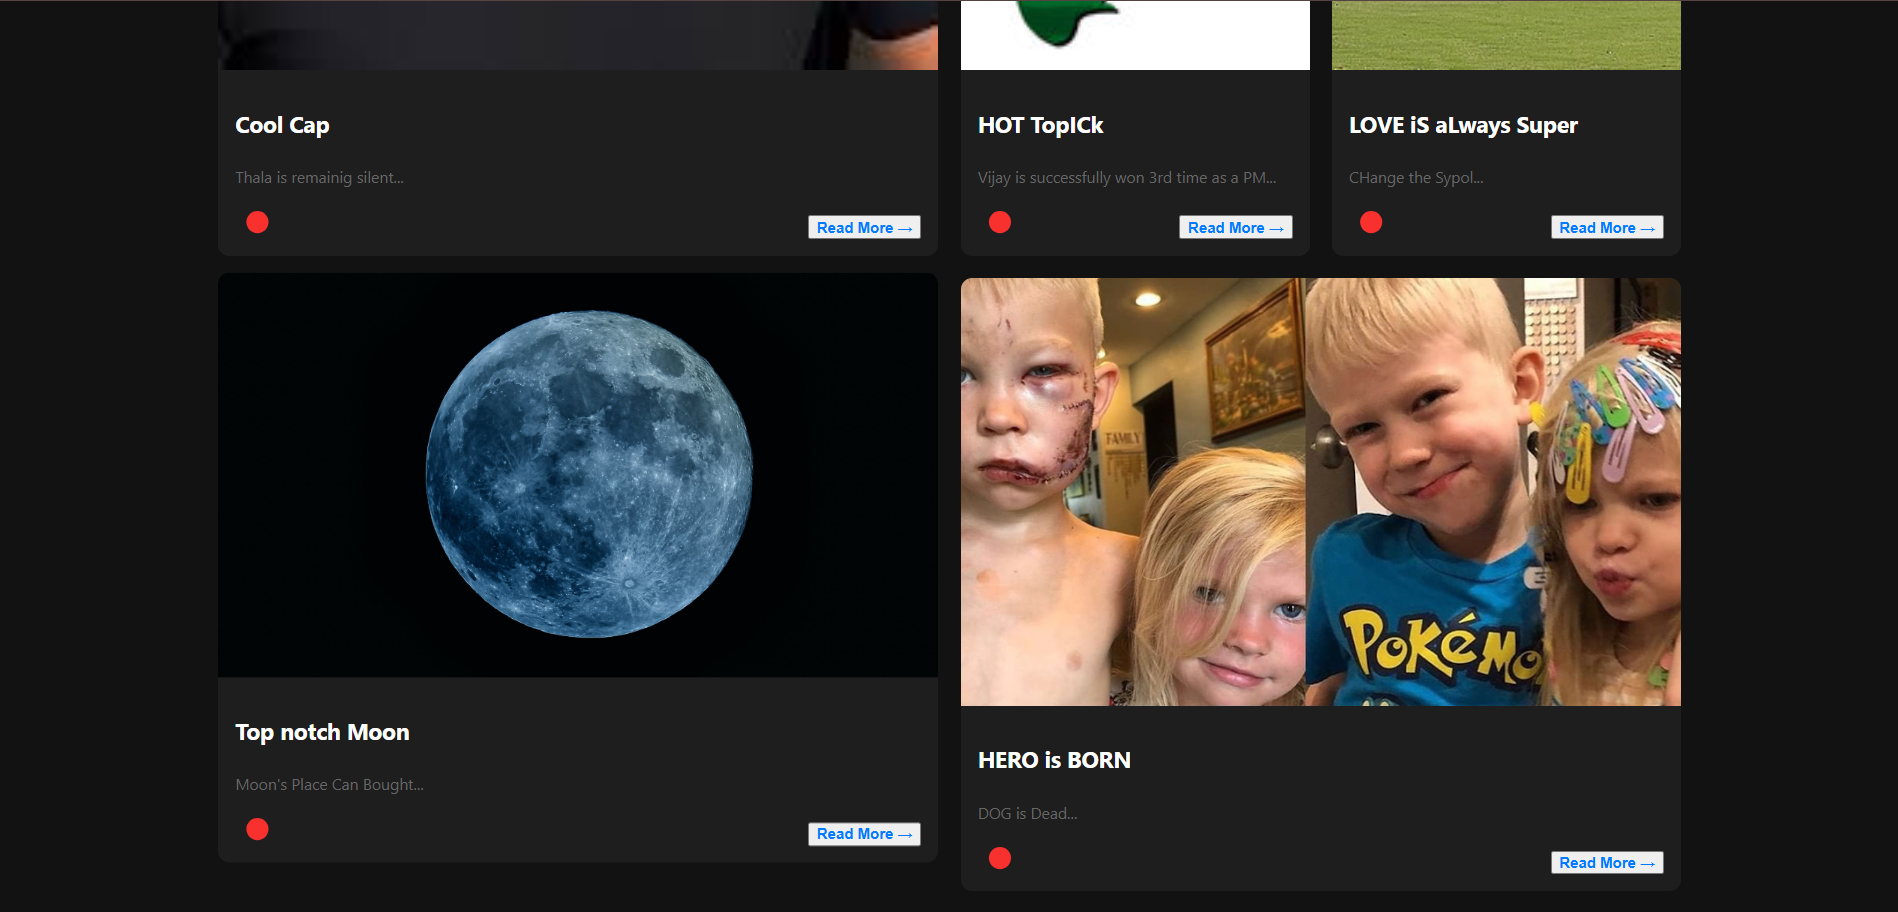 Cool Cap
Thala is remainig silent...
Read More →
HOT TopICk
Vijay is successfully won 3rd time as a PM...
Read More →
LOVE iS aLways Super
CHange the Sypol...
Read More →
Top notch Moon
Moon's Place Can Bought...
Read More →
FAMILY
POKÉMO
HERO is BORN
DOG is Dead...
Read More →